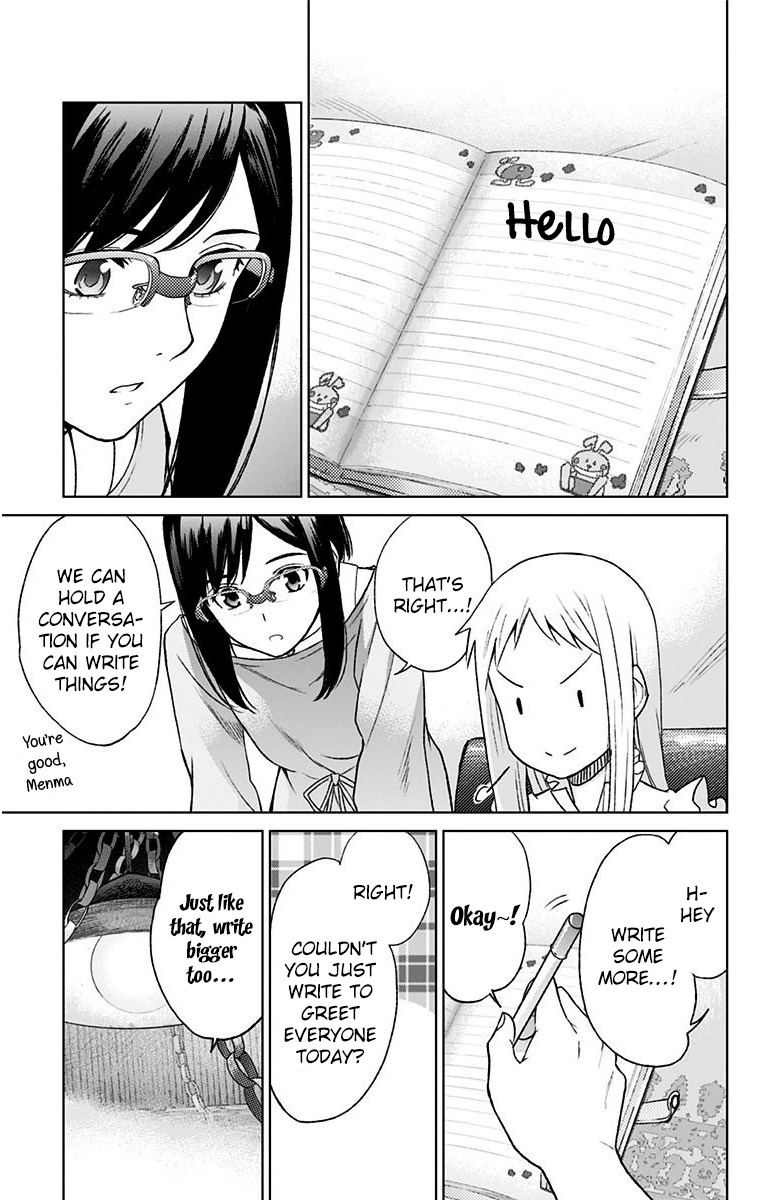 Hello
THAT'S
RIGHT...!
WE CAN
HOLD A
CONVERSA-
TION IF YOU
CAN WRITE
THINGS!
You're
good,
Menma
H-
HEY
WRITE
SOME
MORE...!
Okay~!
RIGHT!
COULDN'T
YOU JUST
WRITE TO
GREET
EVERYONE
TODAY?
Just like
that, write
bigger
too...